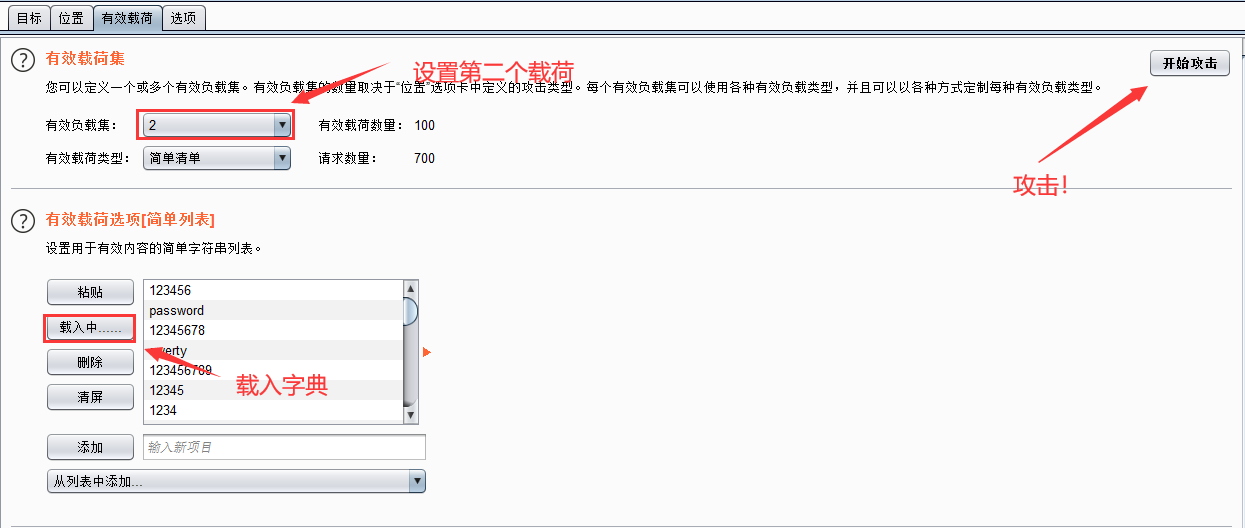 目标 位置 有效载荷 选项
? 有效载荷集
开始攻击
设置第二个载荷
您可以定义一个或多个有效负载集。有效负载集的数量取决于“位置”选项卡中定义的攻击类型。每个有效负载集可以使用各种有效负载类型，并且可以以各种方式定制每种有效负载类型。
有效负载集： 2 有效载荷数量： 100
有效载荷类型： 简单清单 请求数量： 700
攻击！
? 有效载荷选项[简单列表]
设置用于有效内容的简单字符串列表。
粘贴
载入中……
删除
清屏
123456
password
12345678
werty
123456789
12345
1234
载入字典
添加 输入新项目
从列表中添加...